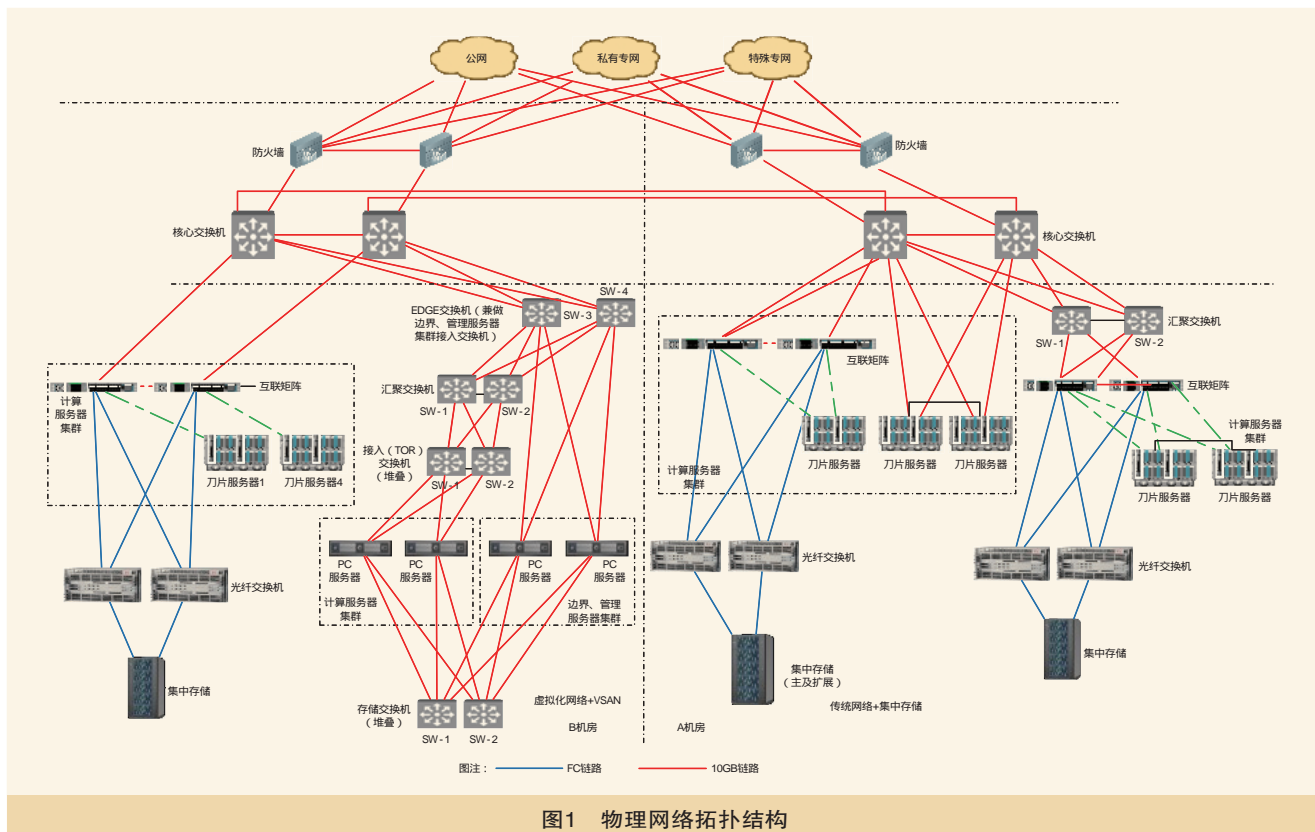 公网
私有专网
特殊专网
防火墙
防火墙
核心交换机
核心交换机
SW-4
EDGE交换机（兼做
边界、管理服务器
集群接入交换机）
SW-3
汇聚交换机
SW-1
SW-2
互联矩阵
计算
服务器
集群
刀片服务器1
刀片服务器4
汇聚交换机
SW-1
SW-2
接入（TOR）
交换机
（堆叠）
SW-1
SW-2
计算服务器
集群
刀片服务器
刀片服务器
刀片服务器
互联矩阵
计算服务器
集群
刀片服务器
刀片服务器
PC
服务器
PC
服务器
PC
服务器
PC
服务器
计算服务器
集群
边界、管理
服务器集群
光纤交换机
光纤交换机
光纤交换机
集中存储
集中存储
（主及扩展）
集中存储
存储交换机
（堆叠）
SW-1
SW-2
虚拟化网络+VSAN
传统网络+集中存储
B机房
A机房
图注：
FC链路
10GB链路
图1 物理网络拓扑结构